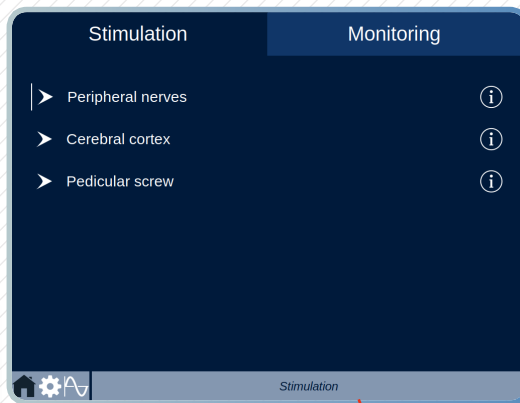 Stimulation
Monitoring
Peripheral nerves
Cerebral cortex
Pedicular screw
Stimulation